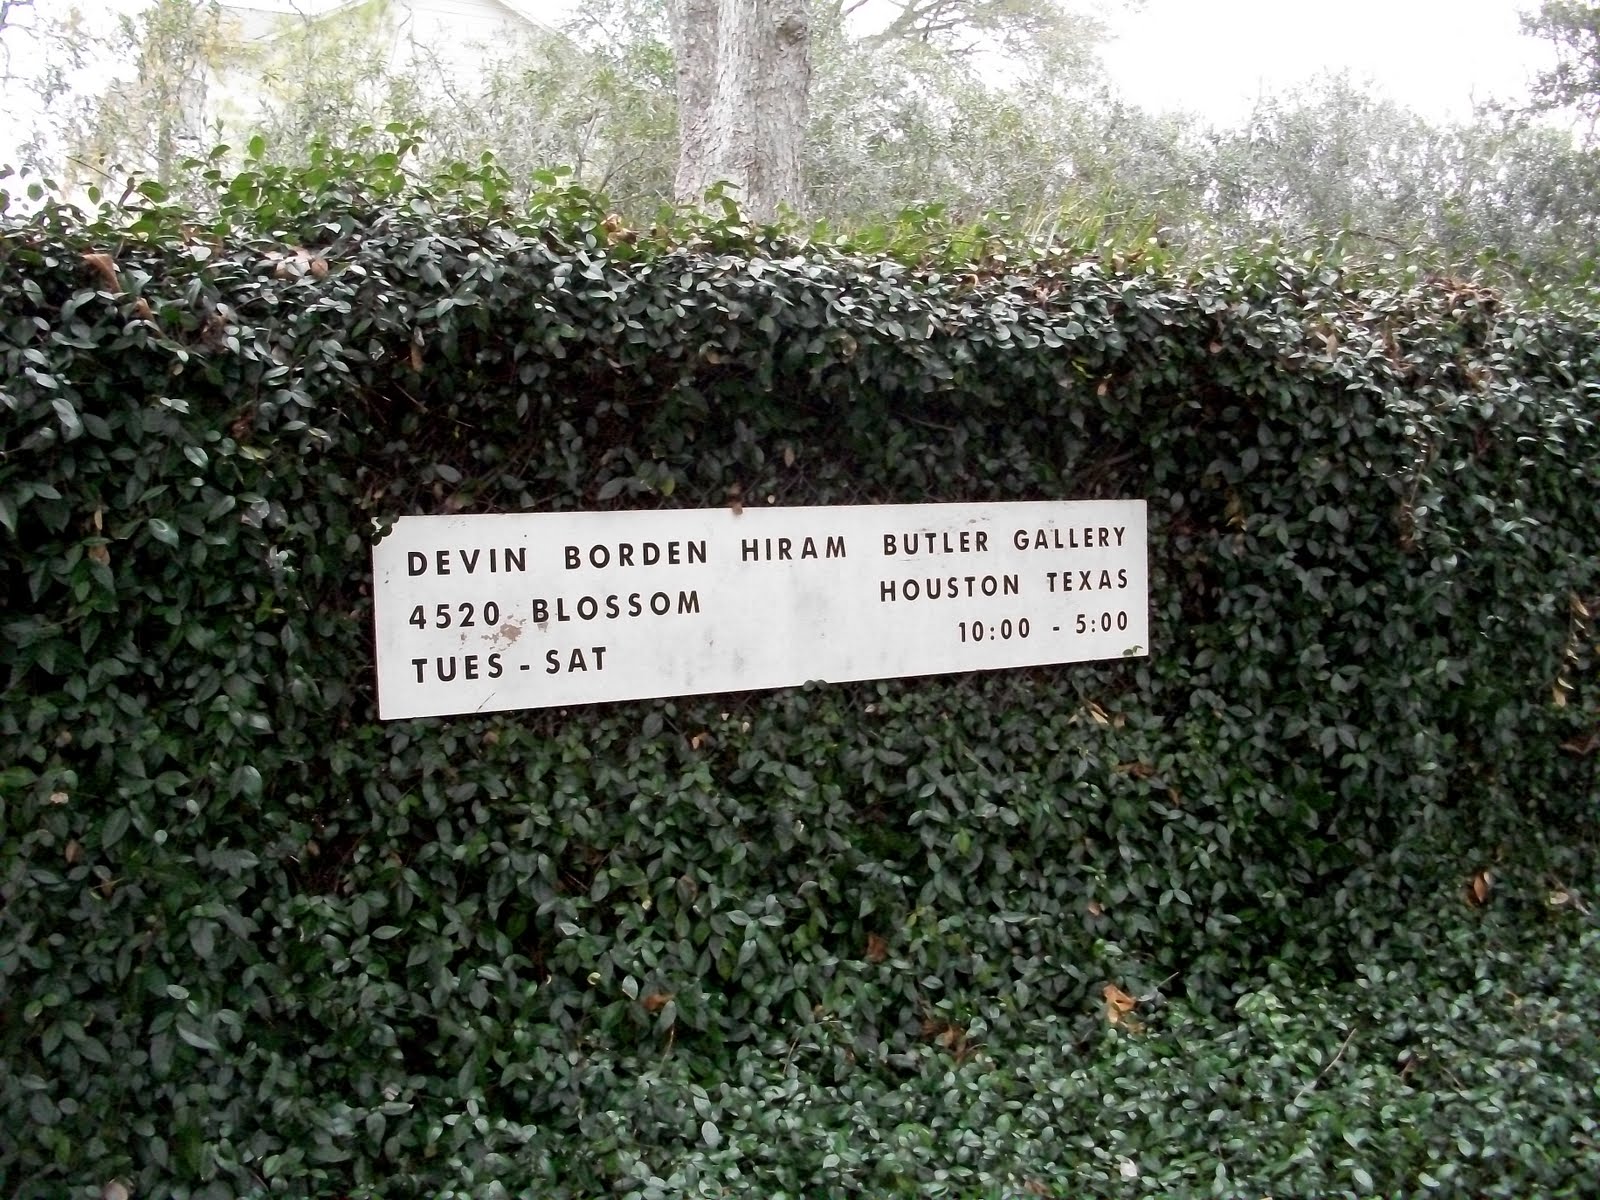 DEVIN BORDEN HIRAM BUTLER GALLERY
4520 BLOSSOM HOUSTON TEXAS
TUES - SAT 10:00 - 5:00